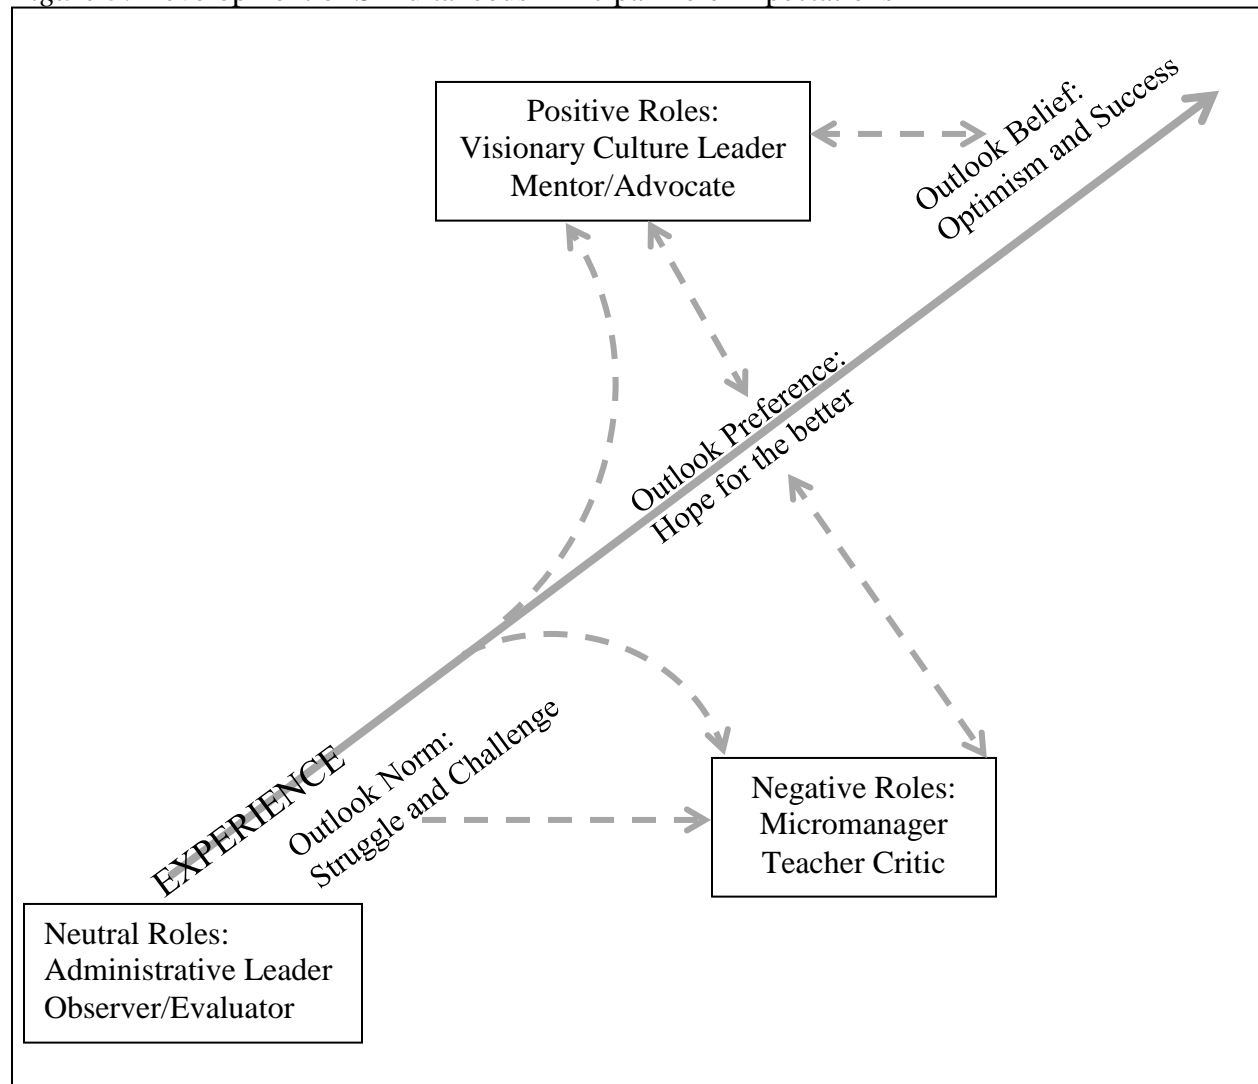 Positive Roles:
Visionary Culture Leader
Mentor/Advocate
Outlook Belief:
Optimism and Success
Outlook Preference:
Hope for the better
EXPERIENCE
Outlook Norm:
Struggle and Challenge
Negative Roles:
Micromanager
Teacher Critic
Neutral Roles:
Administrative Leader
Observer/Evaluator